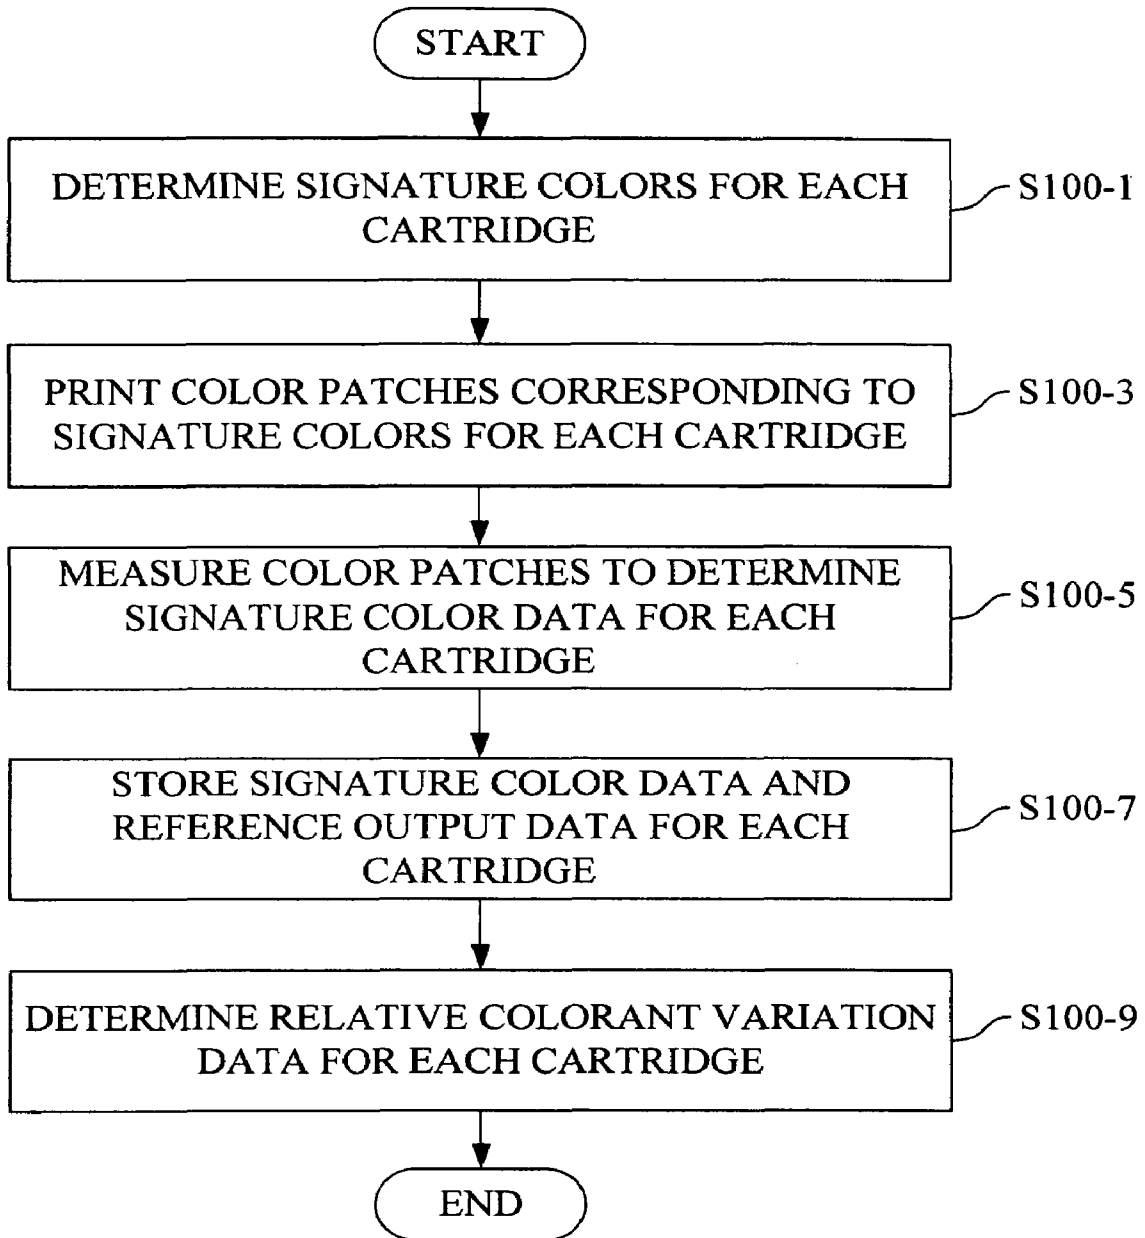 START
DETERMINE SIGNATURE COLORS FOR EACH
CARTRIDGE
S100-1
PRINT COLOR PATCHES CORRESPONDING TO
SIGNATURE COLORS FOR EACH CARTRIDGE
S100-3
MEASURE COLOR PATCHES TO DETERMINE
SIGNATURE COLOR DATA FOR EACH
CARTRIDGE
S100-5
STORE SIGNATURE COLOR DATA AND
REFERENCE OUTPUT DATA FOR EACH
CARTRIDGE
S100-7
DETERMINE RELATIVE COLORANT VARIATION
DATA FOR EACH CARTRIDGE
S100-9
END